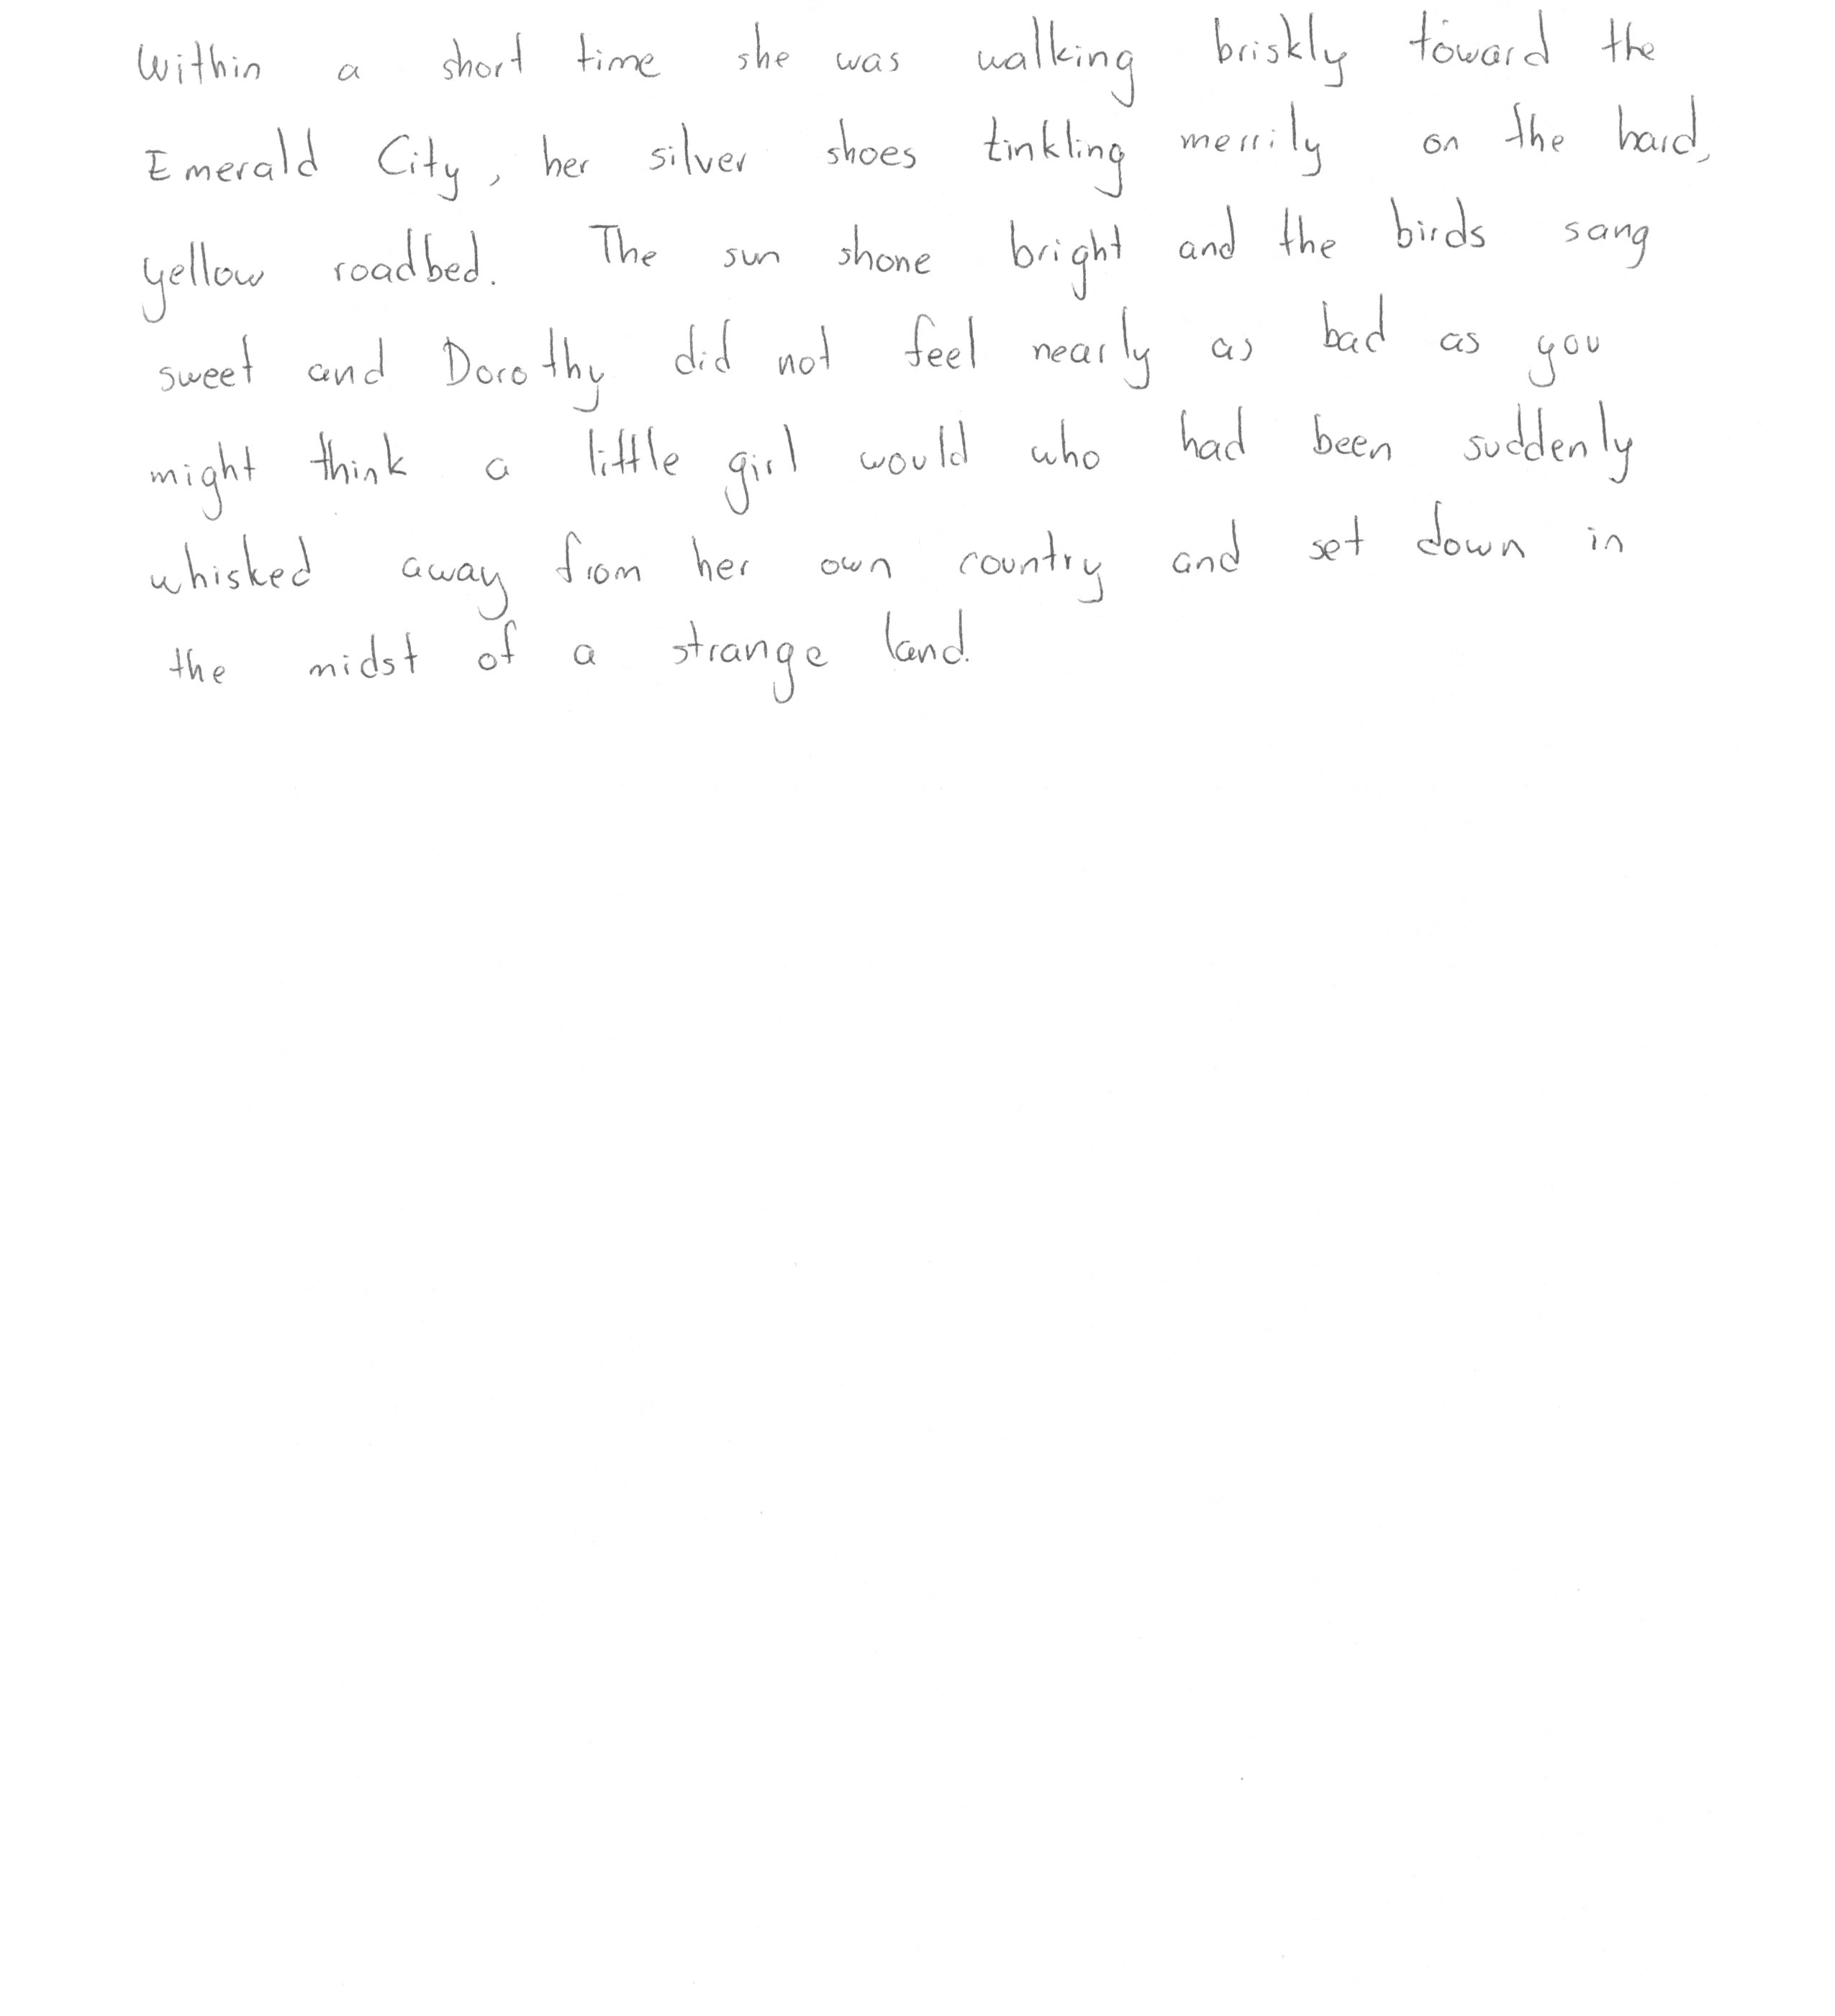 Within a short time she was walking briskly toward the
Emerald City, her silver shoes tinkling merrily on the hard,
yellow roadbed. The sun shone bright and the birds sang
sweet and Dorothy did not feel nearly as bad as you
might think a little girl would who had been suddenly
whisked away from her own country and set down in
the midst of a strange land.